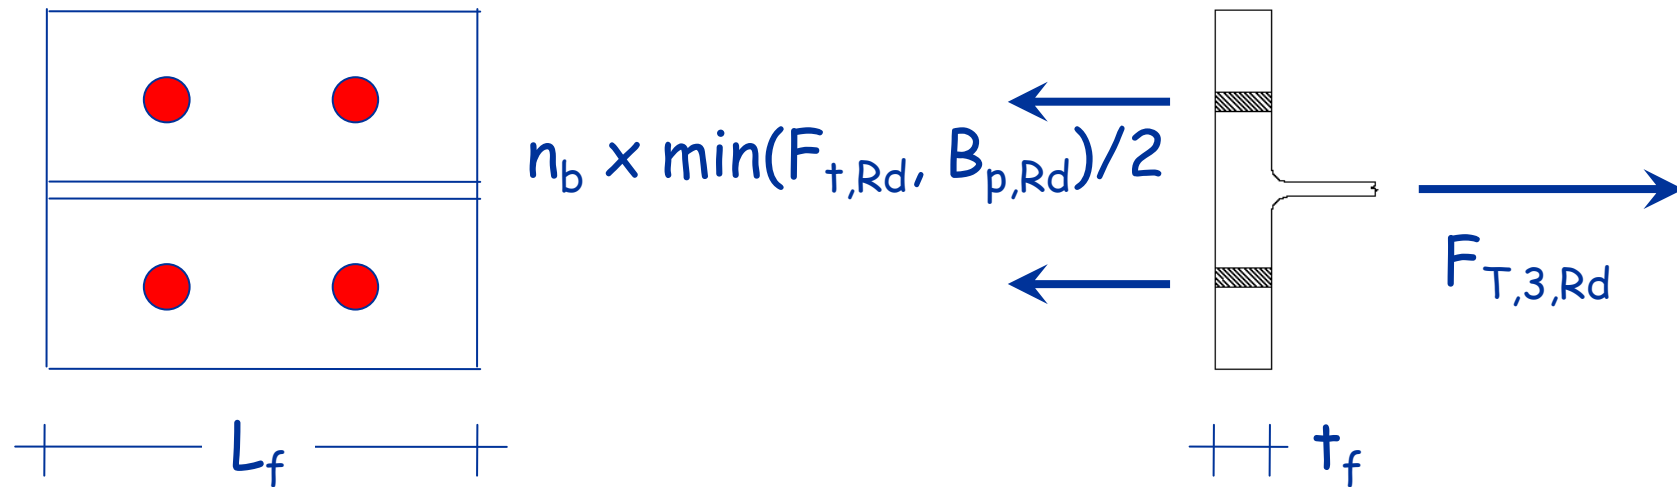 n_b x min(F_t,Rd, B_p,Rd)/2
F_T,3,Rd
L_f
t_f